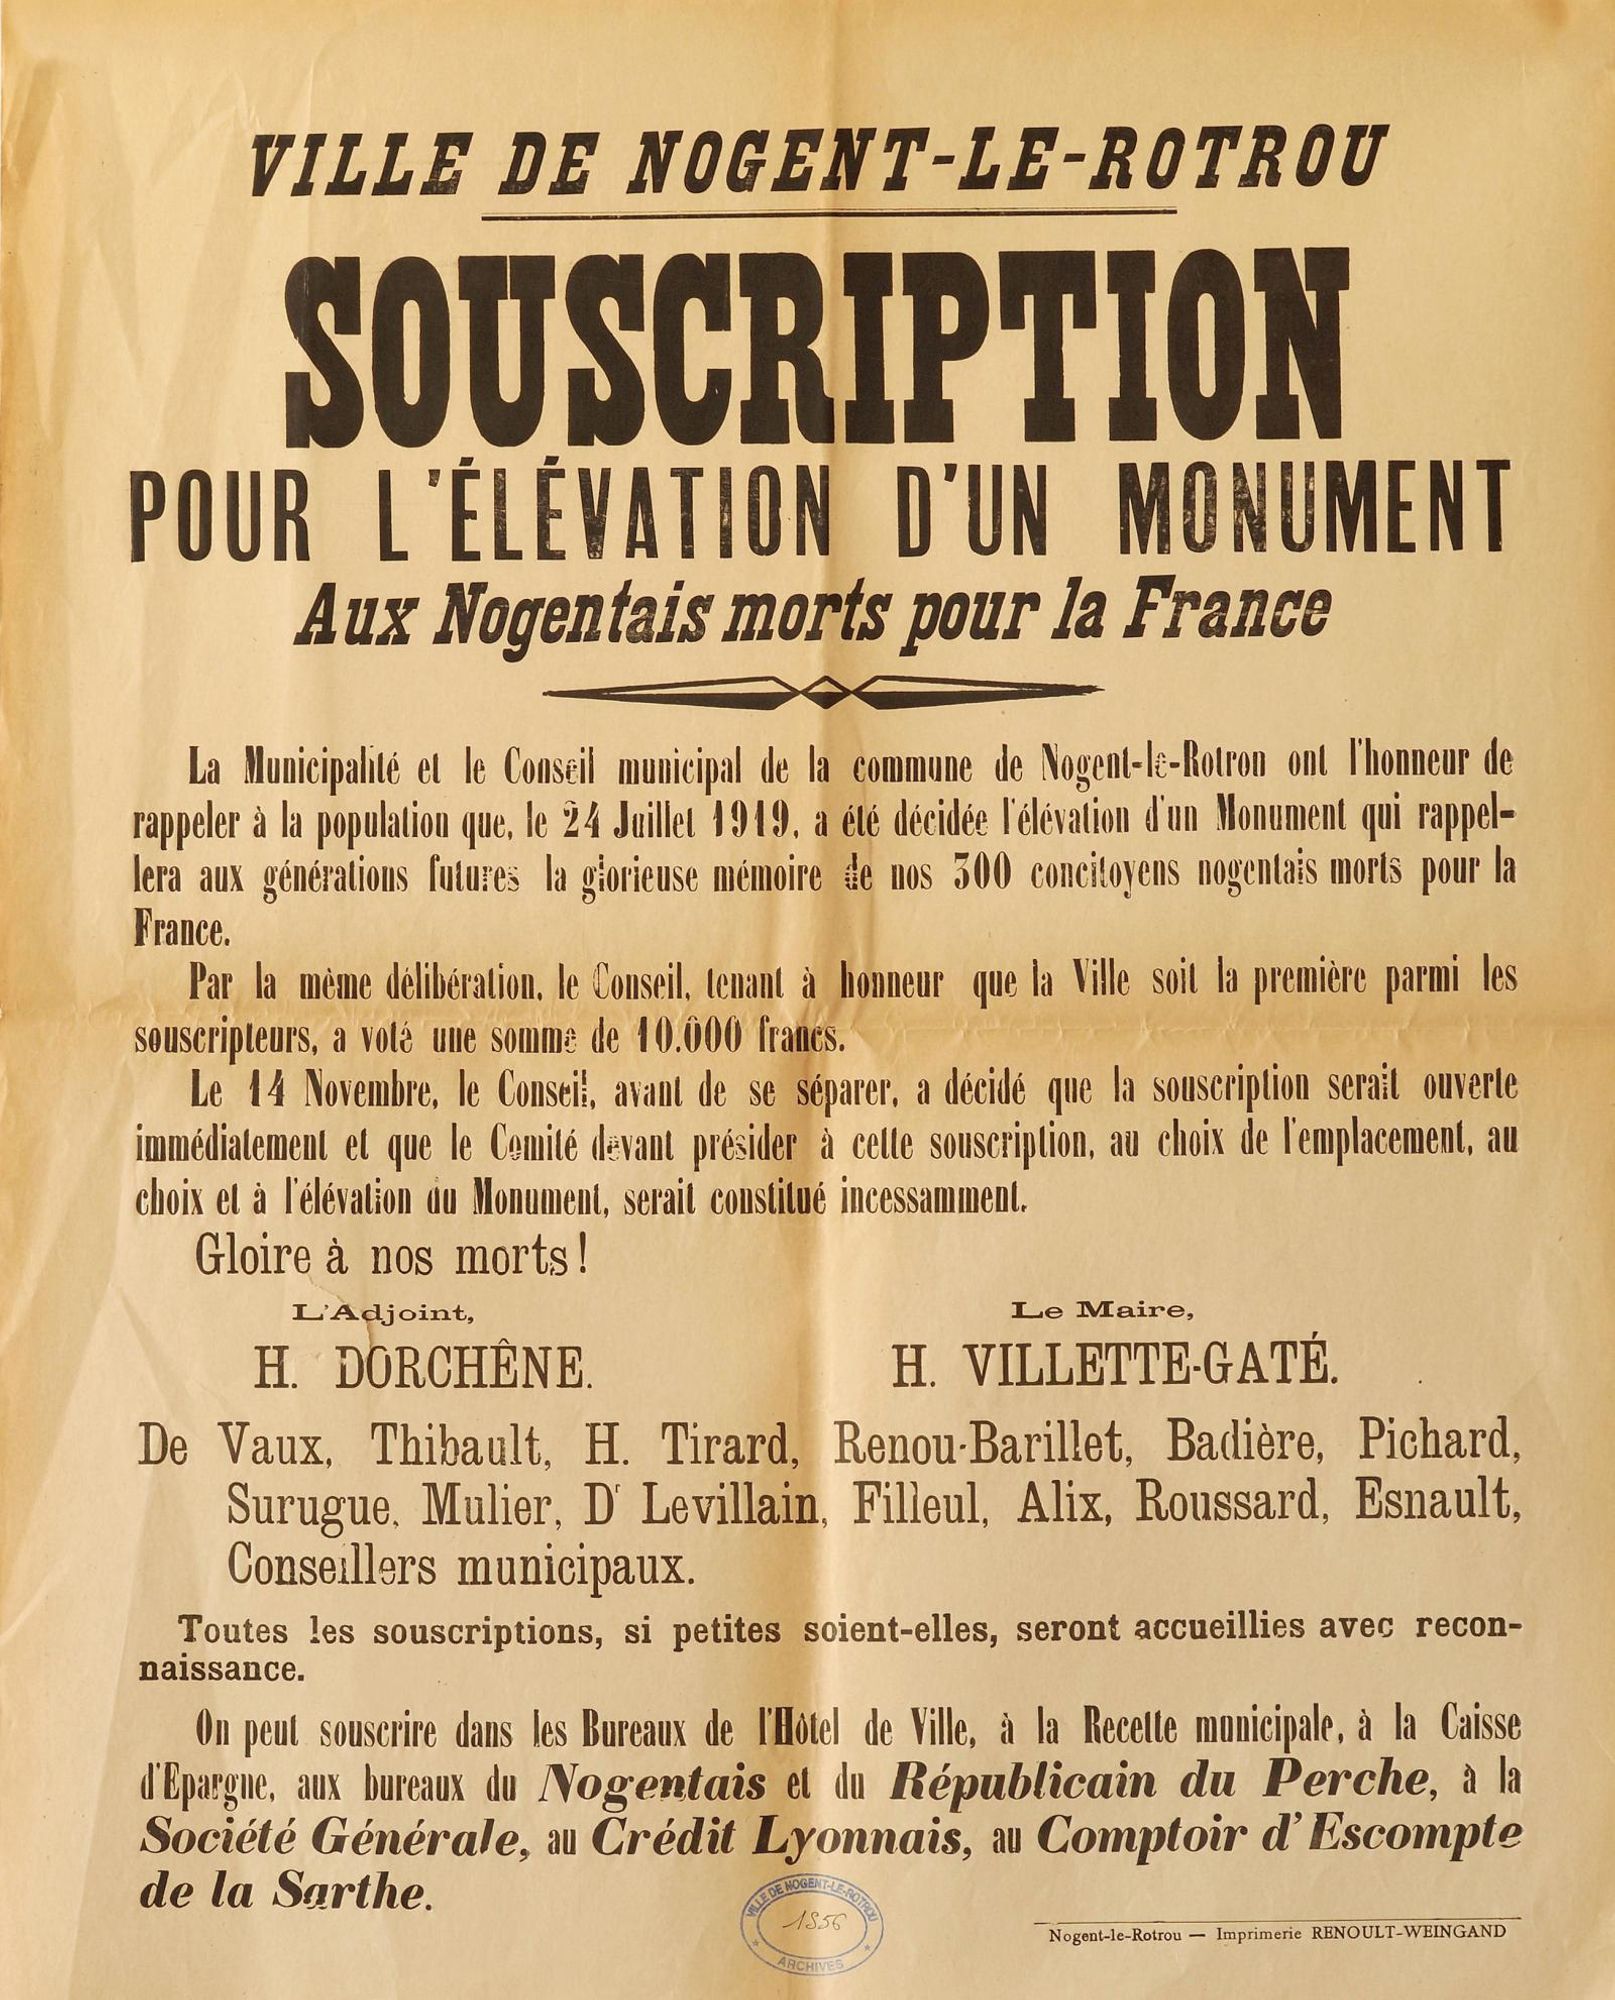 VILLE DE NOGENT-LE-ROTROU
SOUSCRIPTION
POUR L'ÉLÉVATION D'UN MONUMENT
Aux Nogentais morts pour la France
La Municipalité et le Conseil municipal de la commune de Nogent-le-Rotrou ont l'honneur de
rappeler à la population que, le 24 Juillet 1919, a été décidée l'élévation d'un Monument qui rappel-
lera aux générations futures la glorieuse mémoire de nos 300 concitoyens nogentais morts pour la
France.
Par la même délibération, le Conseil, tenant à honneur que la Ville soit la première parmi les
souscripteurs, a voté une somme de 10.000 francs.
Le 14 Novembre, le Conseil, avant de se séparer, a décidé que la souscription serait ouverte
immédiatement et que le Comité devant présider à cette souscription, au choix de l'emplacement, au
choix et à l'élévation du Monument, serait constitué incessamment.
Gloire à nos morts !
L'Adjoint,
H. DORCHÊNE.
Le Maire,
H. VILLETTE-GATÉ.
De Vaux, Thibault, H. Tirard, Renou-Barillet, Badière, Pichard,
Surugue, Mulier, Dr Levillain, Filleul, Alix, Roussard, Esnault,
Conseillers municipaux.
Toutes les souscriptions, si petites soient-elles, seront accueillies avec recon-
naissance.
On peut souscrire dans les Bureaux de l'Hôtel de Ville, à la Recette municipale, à la Caisse
d'Epargne, aux bureaux du Nogentais et du Républicain du Perche, à la
Société Générale, au Crédit Lyonnais, au Comptoir d'Escompte
de la Sarthe.
VILLE DE NOGENT-LE-ROTROU
1856
ARCHIVES
Nogent-le-Rotrou — Imprimerie RENOULT-WEINGAND